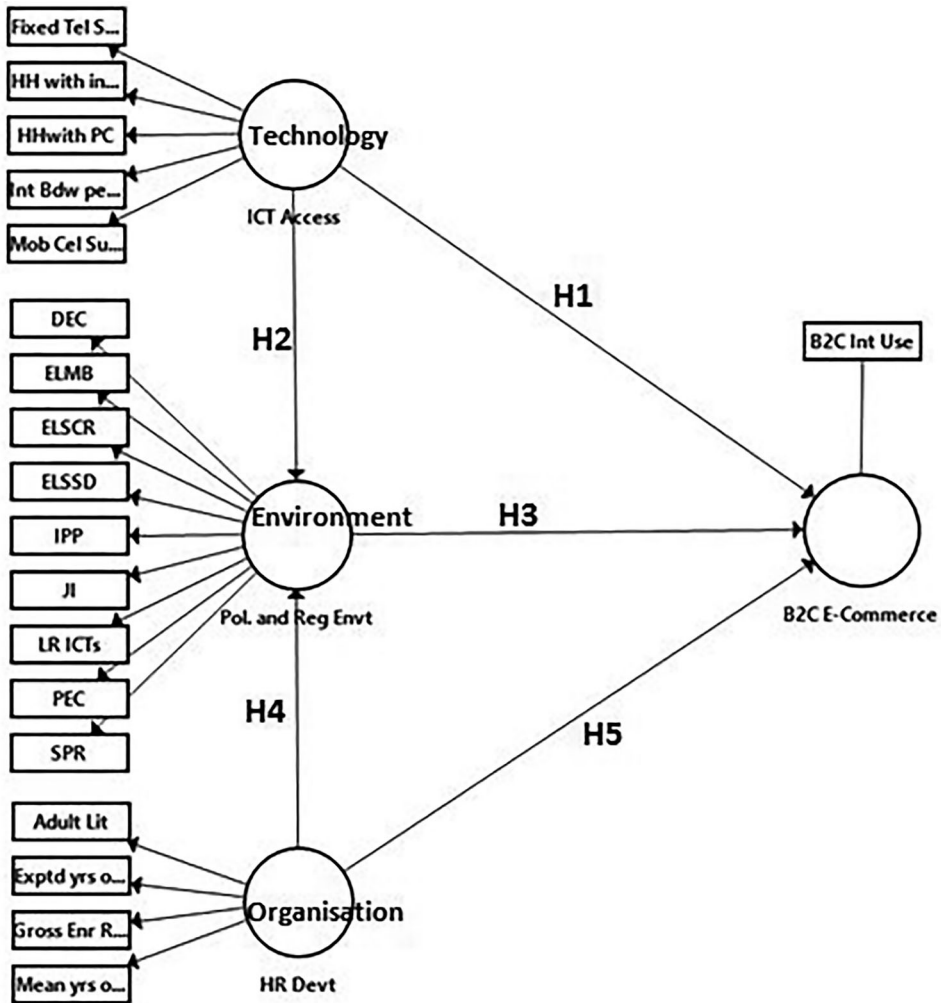 Fixed Tel S...
HH with in...
HHwith PC
Int Bdw pe...
Mob Cel Su...
Technology
ICT Access
H1
H2
B2C Int Use
DEC
ELMB
ELSCR
ELSSD
IPP
JI
LR ICTs
PEC
SPR
Environment
Pol. and Reg Envt
H3
B2C E-Commerce
H4
H5
Adult Lit
Exptd yrs o...
Gross Enr R...
Mean yrs o...
Organisation
HR Devt